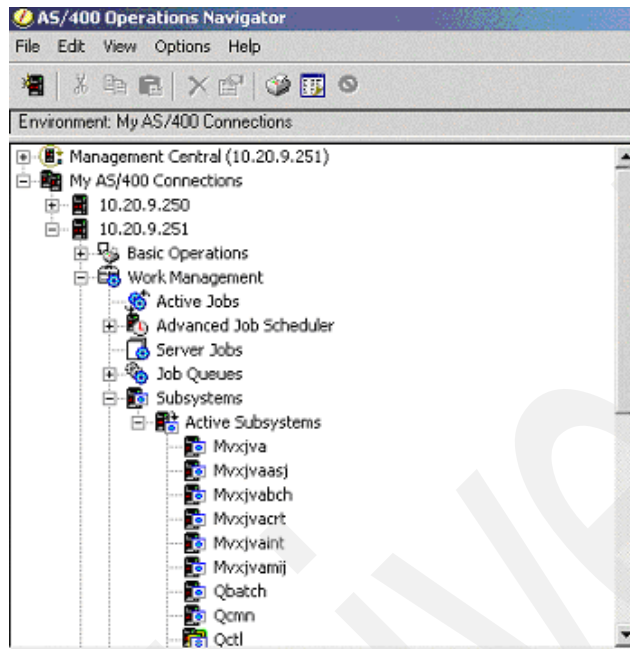 AS/400 Operations Navigator
File Edit View Options Help
Environment: My AS/400 Connections
Management Central (10.20.9.251)
My AS/400 Connections
10.20.9.250
10.20.9.251
Basic Operations
Work Management
Active Jobs
Advanced Job Scheduler
Server Jobs
Job Queues
Subsystems
Active Subsystems
Mvxjva
Mvxjvaasj
Mvxjvabch
Mvxjvacrt
Mvxjvaint
Mvxjvamij
Qbatch
Qcmn
Qctl